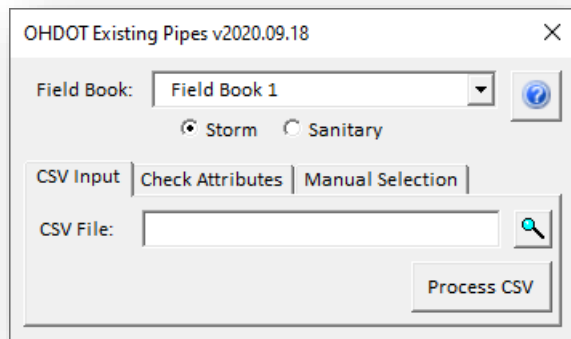 OHDOT Existing Pipes v2020.09.18
Field Book: Field Book 1
Storm Sanitary
CSV Input Check Attributes Manual Selection
CSV File:
Process CSV